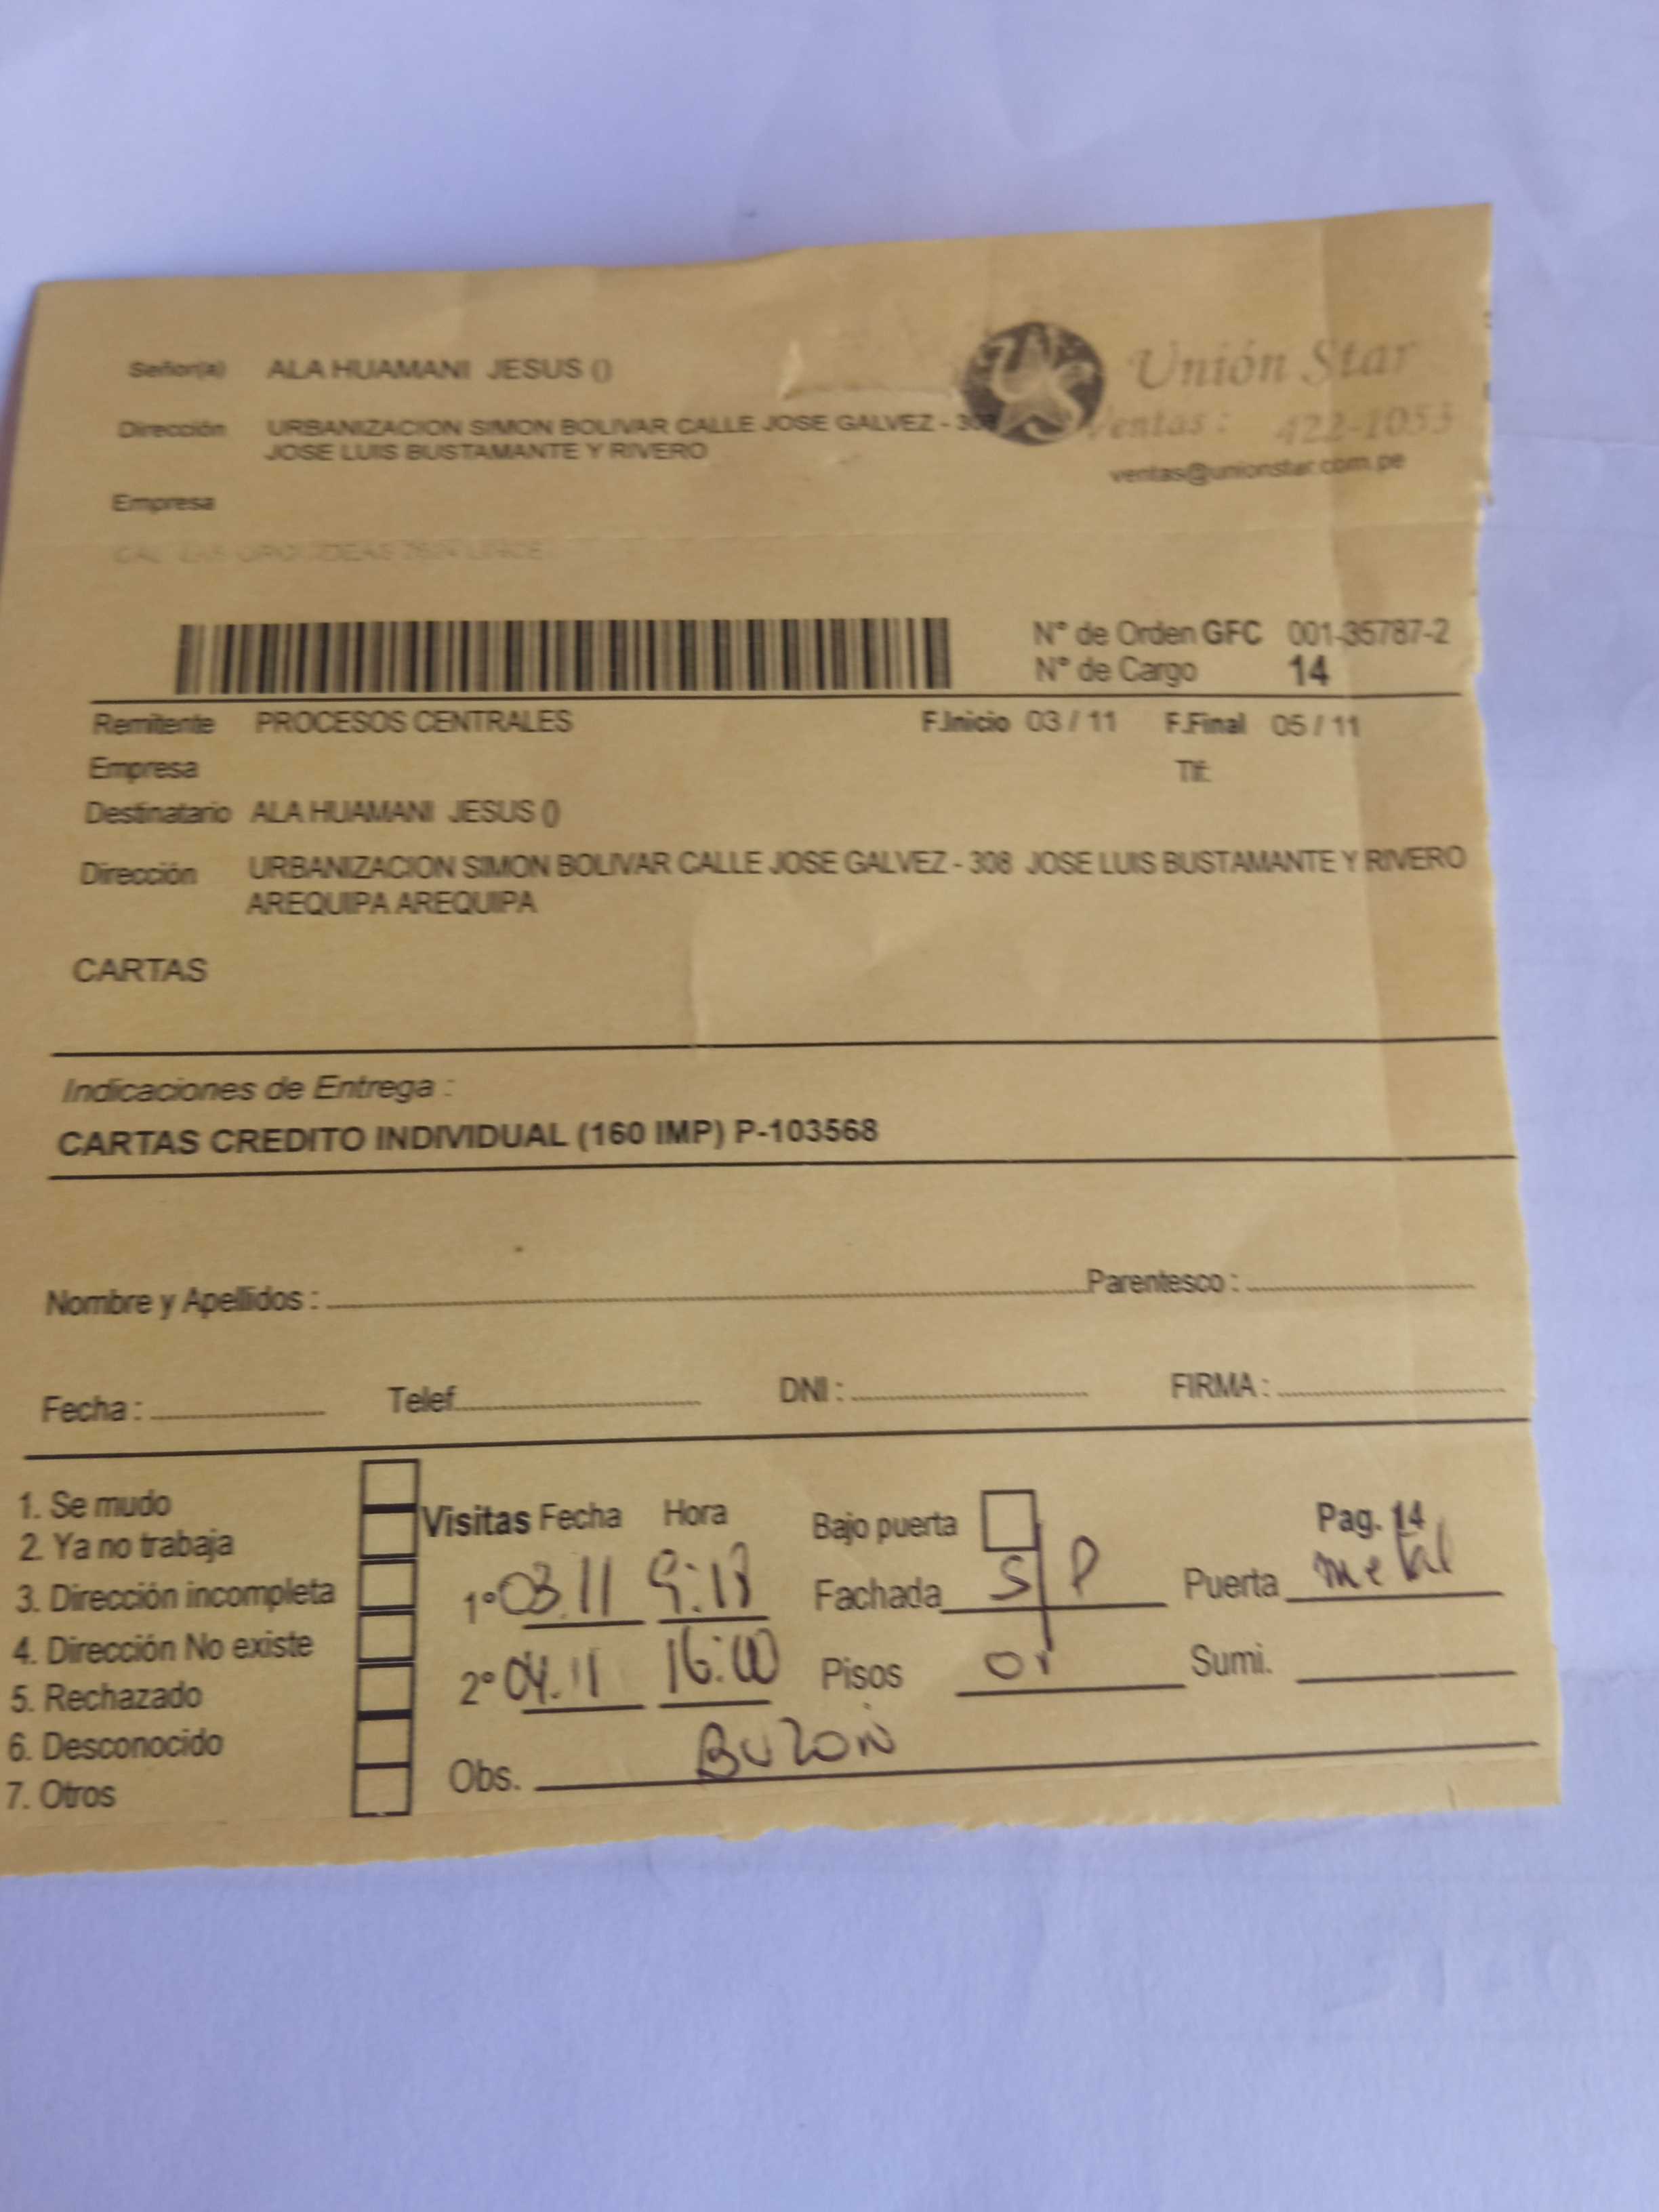 Señor(a) ALA HUAMANI JESUS ()
Unión Star
Dirección URBANIZACION SIMON BOLIVAR CALLE JOSE GALVEZ - 308
Ventas : 422-1053
JOSE LUIS BUSTAMANTE Y RIVERO
ventas@unionstar.com.pe
Empresa
N° de Orden GFC 001-35787-2
N° de Cargo 14
Remitente PROCESOS CENTRALES F.Inicio 03 / 11 F.Final 05 / 11
Empresa Tlf:
Destinatario ALA HUAMANI JESUS ()
Dirección URBANIZACION SIMON BOLIVAR CALLE JOSE GALVEZ - 308 JOSE LUIS BUSTAMANTE Y RIVERO
AREQUIPA AREQUIPA
CARTAS
Indicaciones de Entrega :
CARTAS CREDITO INDIVIDUAL (160 IMP) P-103568
Nombre y Apellidos : Parentesco :
Fecha : Telef. DNI : FIRMA :
1. Se mudo
2. Ya no trabaja
3. Dirección incompleta
4. Dirección No existe
5. Rechazado
6. Desconocido
7. Otros
Visitas Fecha Hora Bajo puerta Pag. 14
1° 03.11 9:18 Fachada S/P Puerta metal
2° 04.11 16:00 Pisos 01 Sumi.
Obs. Buzon